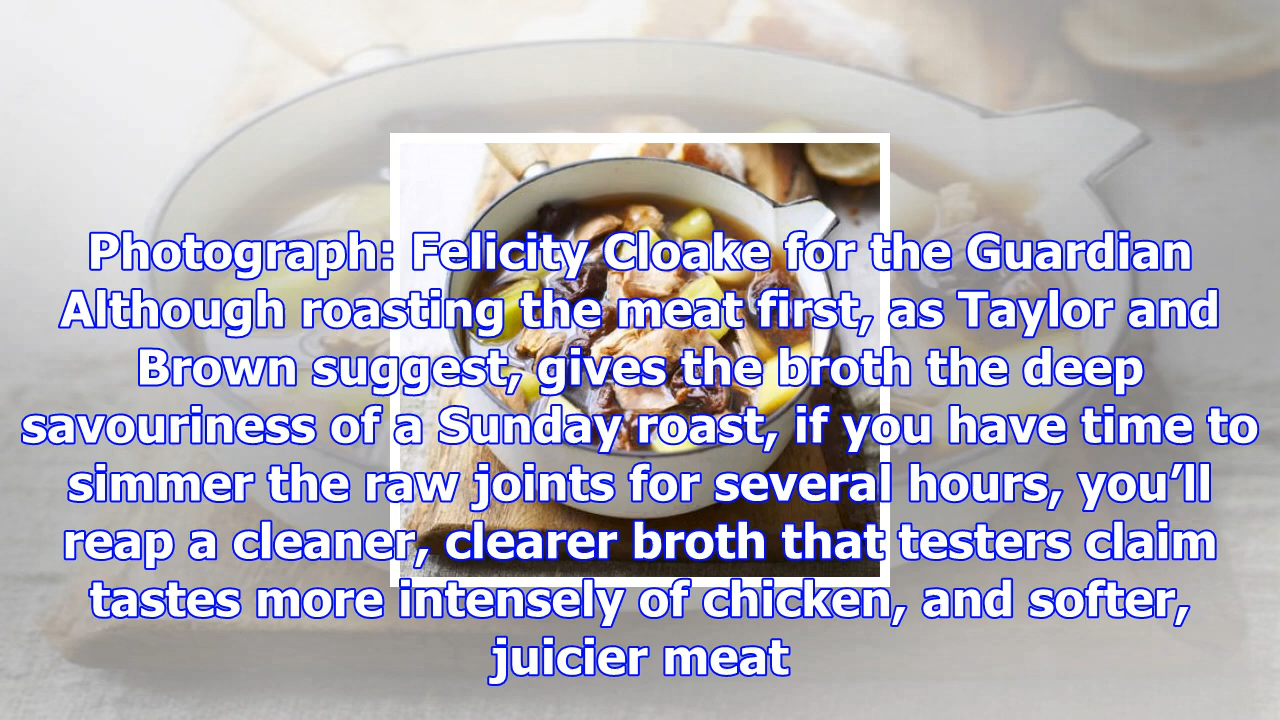 Photograph: Felicity Cloake for the Guardian
Although roasting the meat first, as Taylor and
Brown suggest, gives the broth the deep
savouriness of a Sunday roast, if you have time to
simmer the raw joints for several hours, you’ll
reap a cleaner, clearer broth that testers claim
tastes more intensely of chicken, and softer,
juicier meat